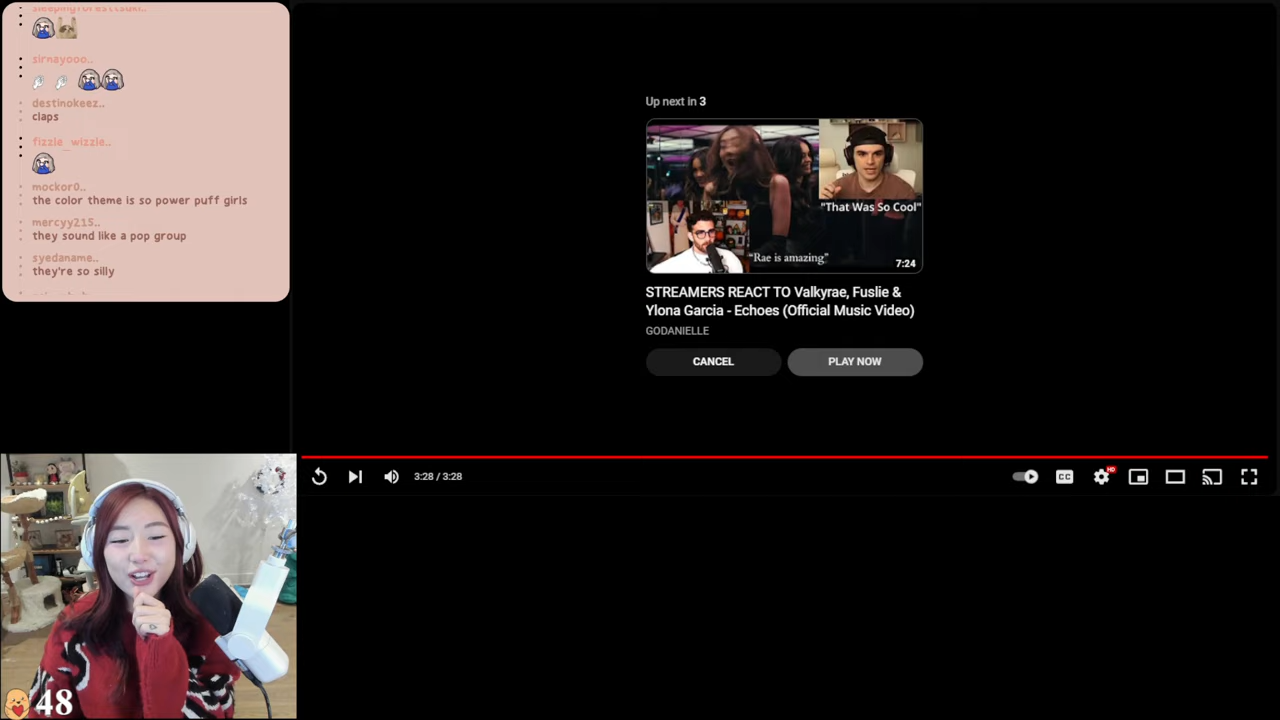 sirnayooo..
destinokeez..
claps
fizzle_wizzle..
mockor0..
the color theme is so power puff girls
mercyy215..
they sound like a pop group
syedaname..
they're so silly
48
Up next in 3
"That Was So Cool"
"Rae is amazing"
7:24
STREAMERS REACT TO Valkyrae, Fuslie &
Ylona Garcia - Echoes (Official Music Video)
GODANIELLE
CANCEL
PLAY NOW
3:28 / 3:28
CC
HD